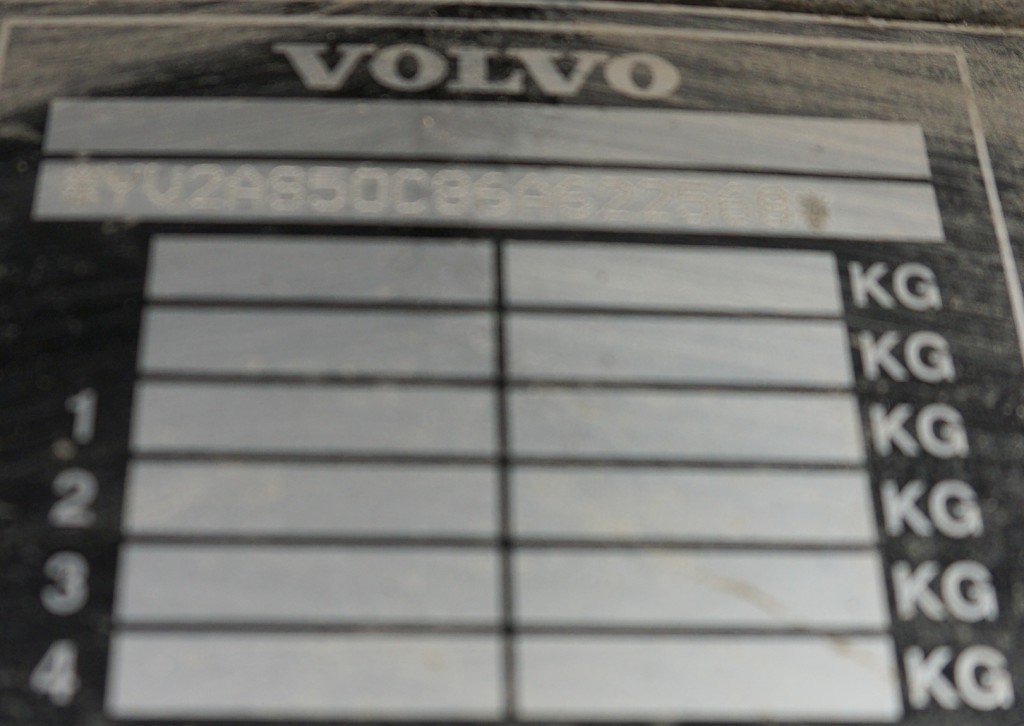 VOLVO
*YV2AS50C86A622568*
KG
KG
1 KG
2 KG
3 KG
4 KG